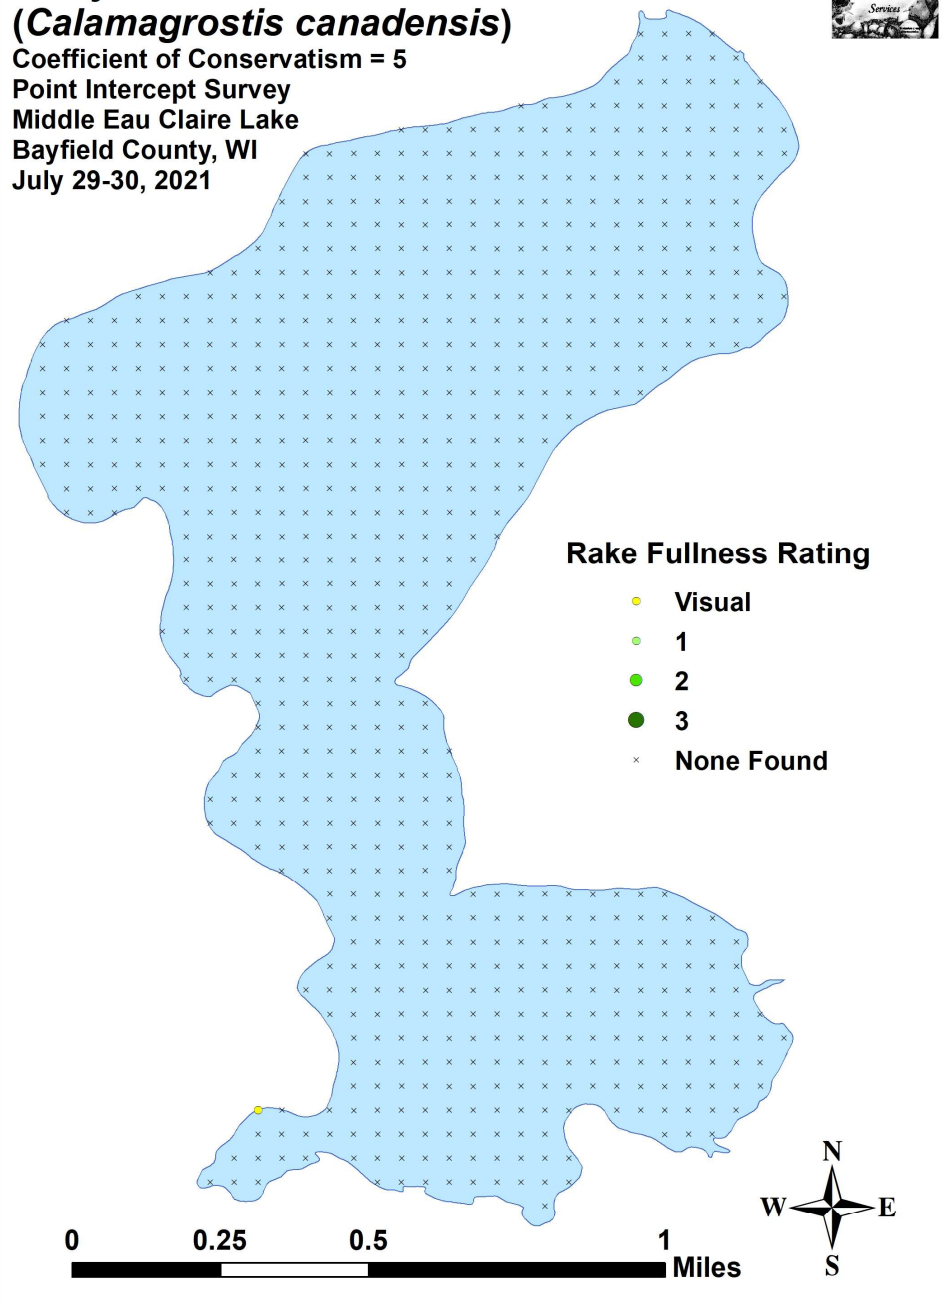 (Calamagrostis canadensis)
Coefficient of Conservatism = 5
Point Intercept Survey
Middle Eau Claire Lake
Bayfield County, WI
July 29-30, 2021
Services
Rake Fullness Rating
Visual
1
2
3
None Found
N
W E
S
0 0.25 0.5 1
Miles